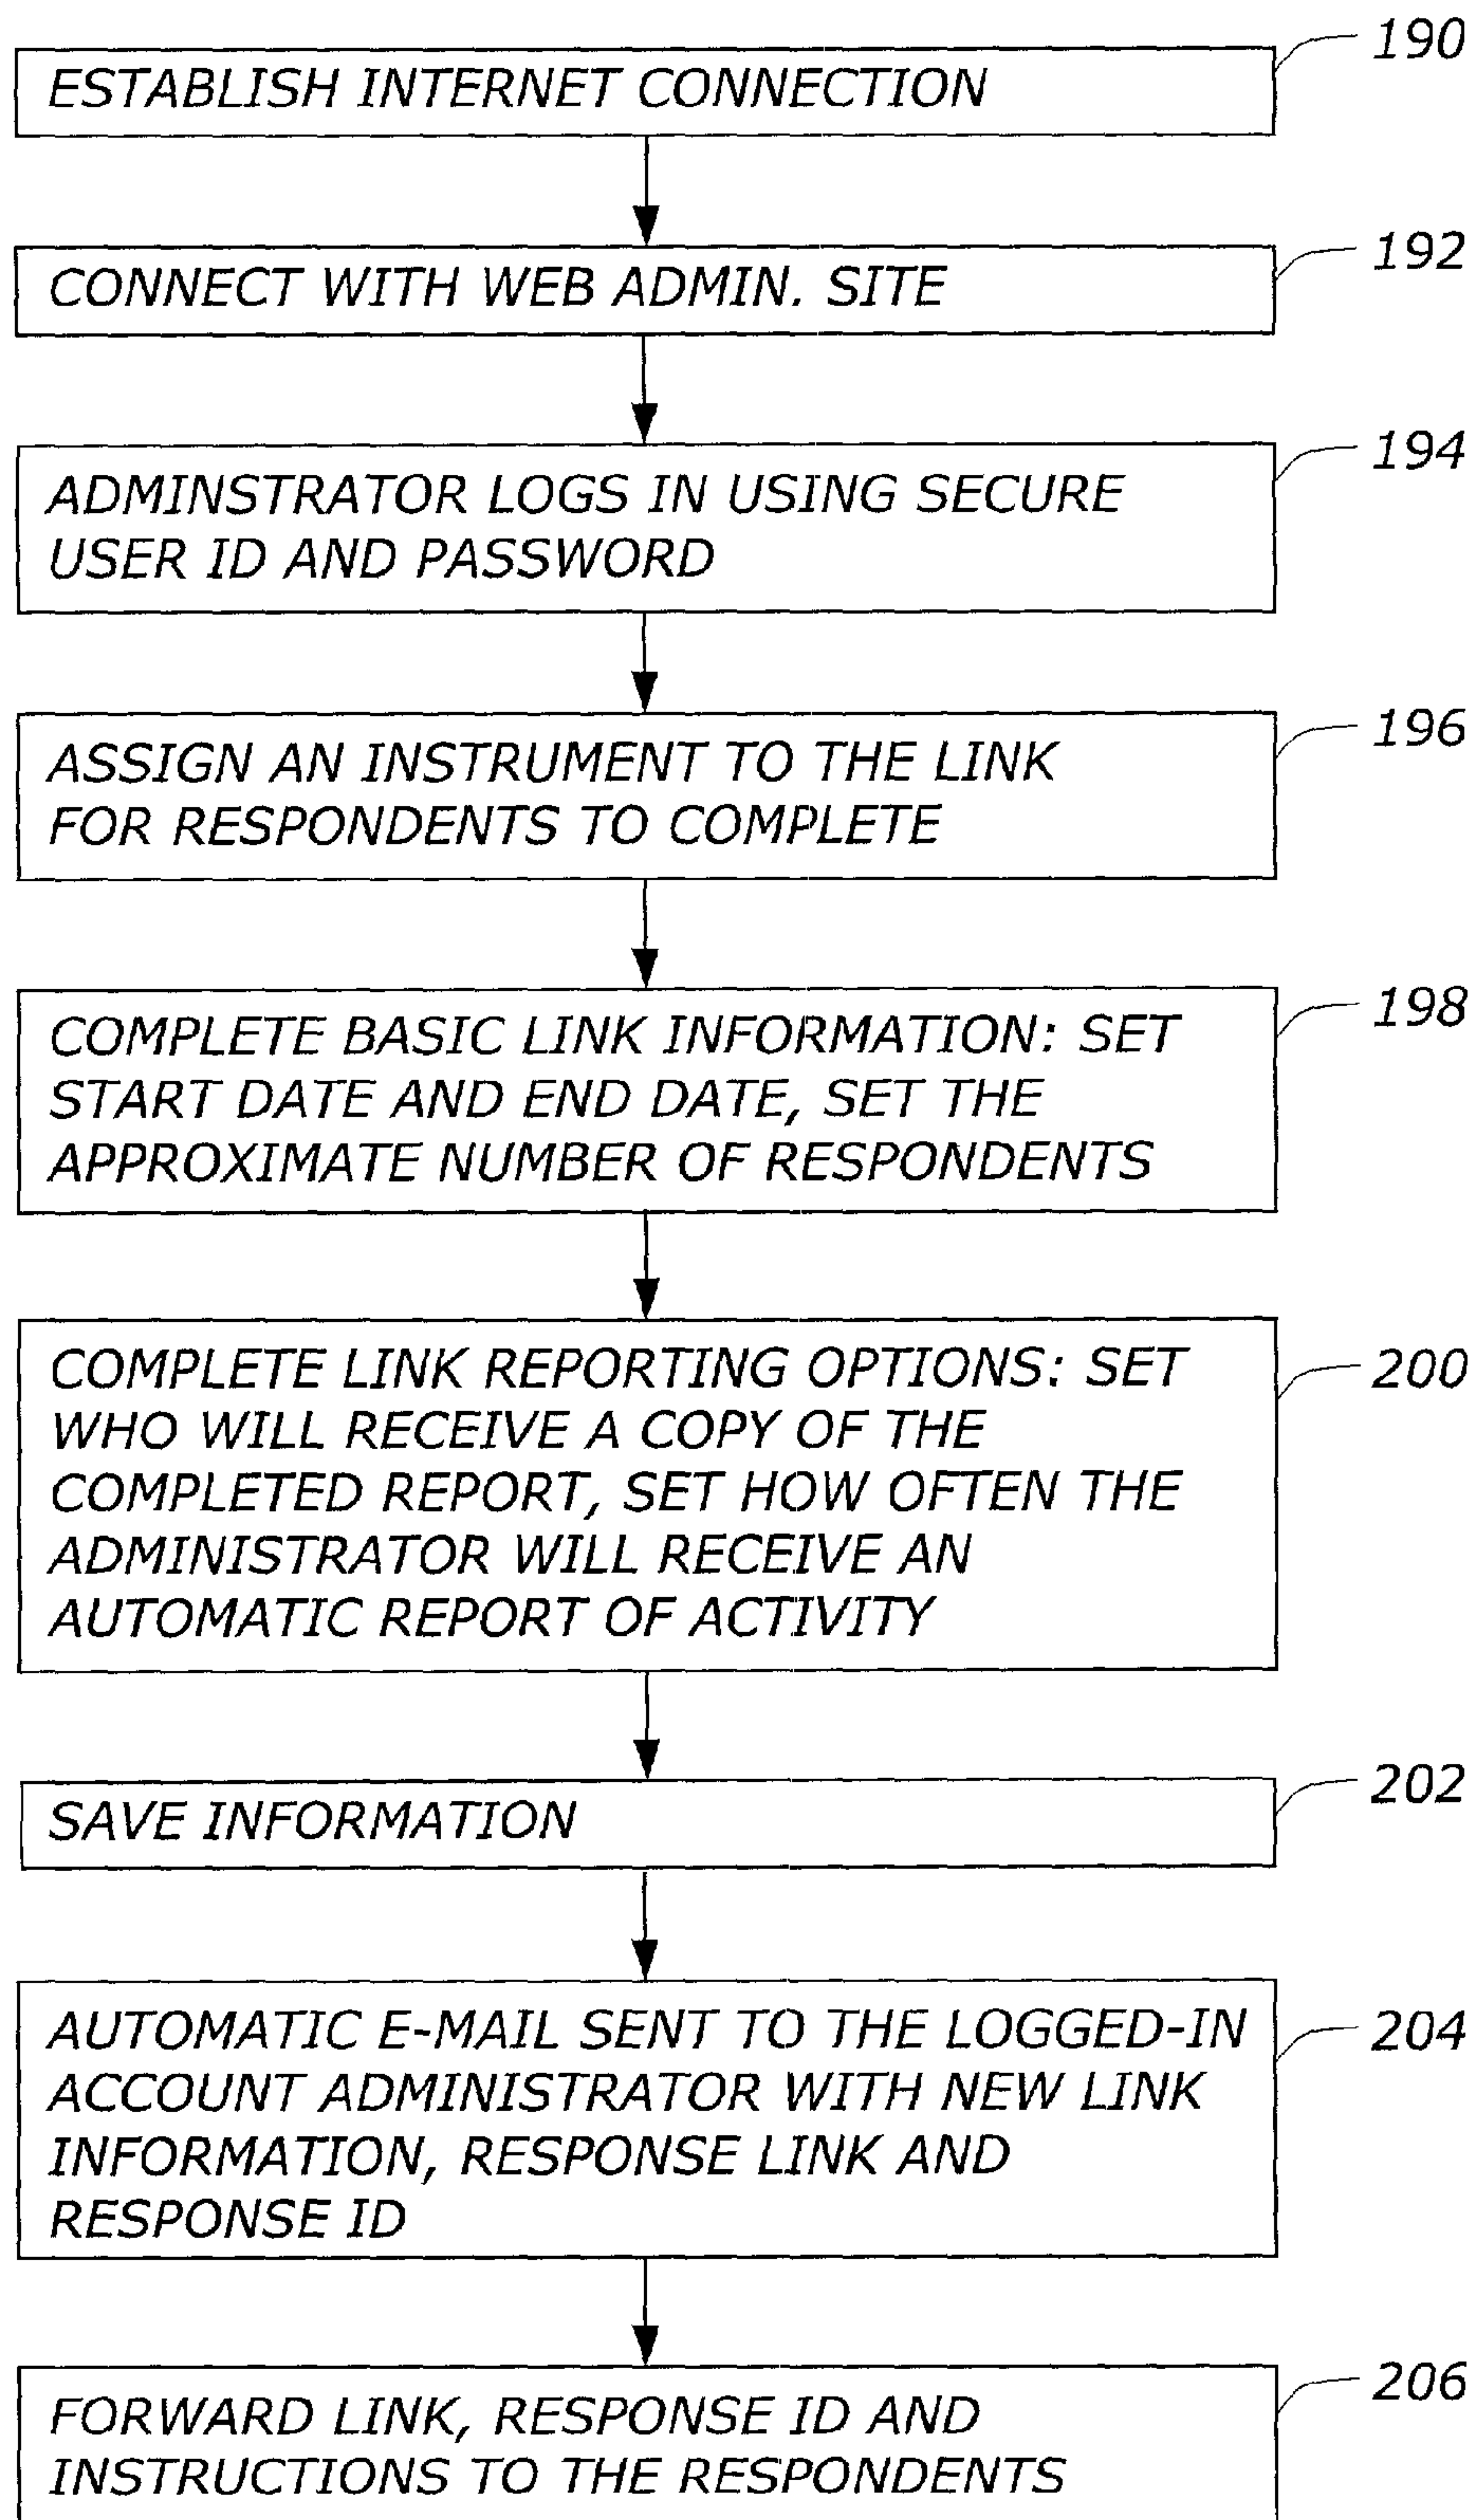 190
ESTABLISH INTERNET CONNECTION
192
CONNECT WITH WEB ADMIN. SITE
194
ADMINSTRATOR LOGS IN USING SECURE
USER ID AND PASSWORD
196
ASSIGN AN INSTRUMENT TO THE LINK
FOR RESPONDENTS TO COMPLETE
198
COMPLETE BASIC LINK INFORMATION: SET
START DATE AND END DATE, SET THE
APPROXIMATE NUMBER OF RESPONDENTS
200
COMPLETE LINK REPORTING OPTIONS: SET
WHO WILL RECEIVE A COPY OF THE
COMPLETED REPORT, SET HOW OFTEN THE
ADMINISTRATOR WILL RECEIVE AN
AUTOMATIC REPORT OF ACTIVITY
202
SAVE INFORMATION
204
AUTOMATIC E-MAIL SENT TO THE LOGGED-IN
ACCOUNT ADMINISTRATOR WITH NEW LINK
INFORMATION, RESPONSE LINK AND
RESPONSE ID
206
FORWARD LINK, RESPONSE ID AND
INSTRUCTIONS TO THE RESPONDENTS